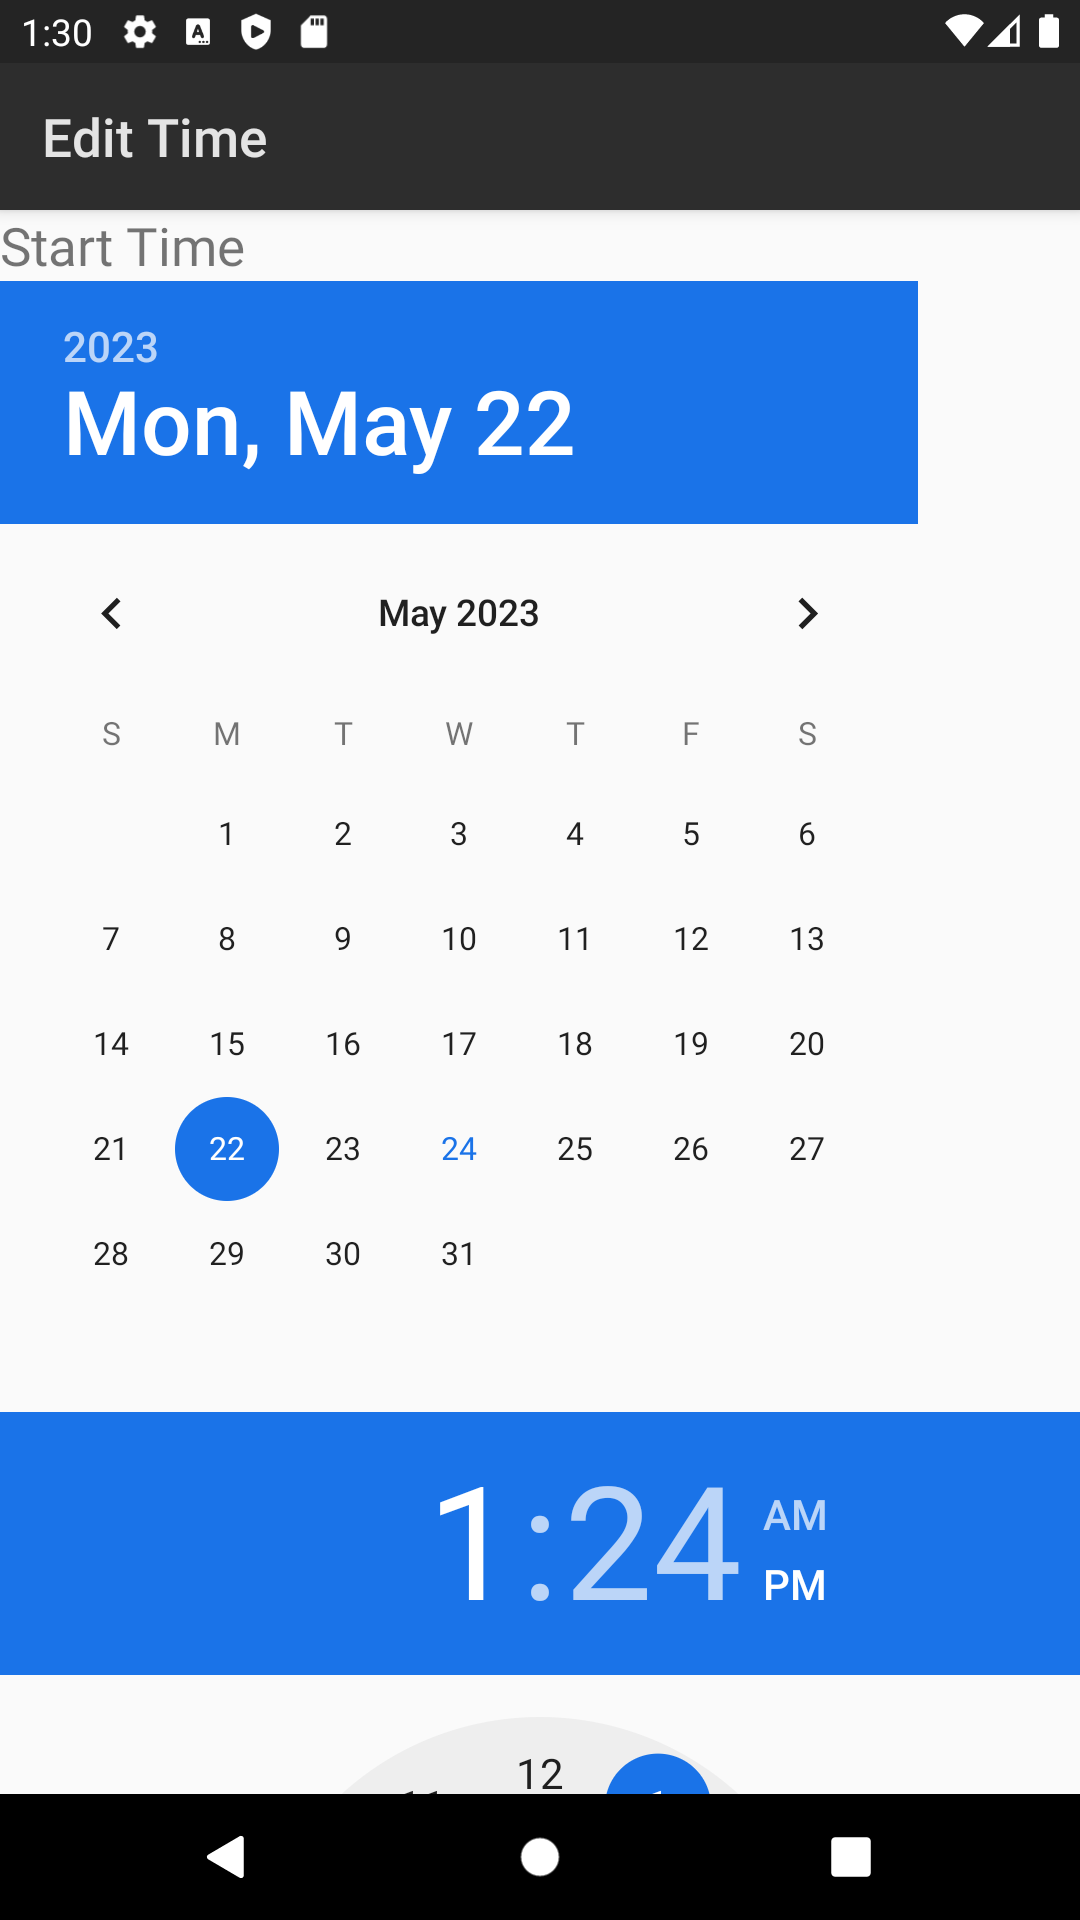 1:30
Edit Time
Start Time
2023
Mon, May 22
May 2023
S M T W T F S
1 2 3 4 5 6
7 8 9 10 11 12 13
14 15 16 17 18 19 20
21 22 23 24 25 26 27
28 29 30 31
1:24 AM
PM
12